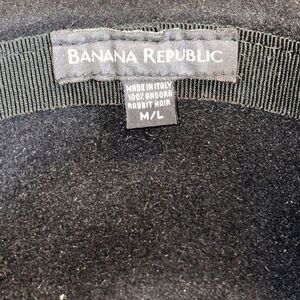 BANANA REPUBLIC
MADE IN ITALY
100% ANGORA
RABBIT HAIR
M/L